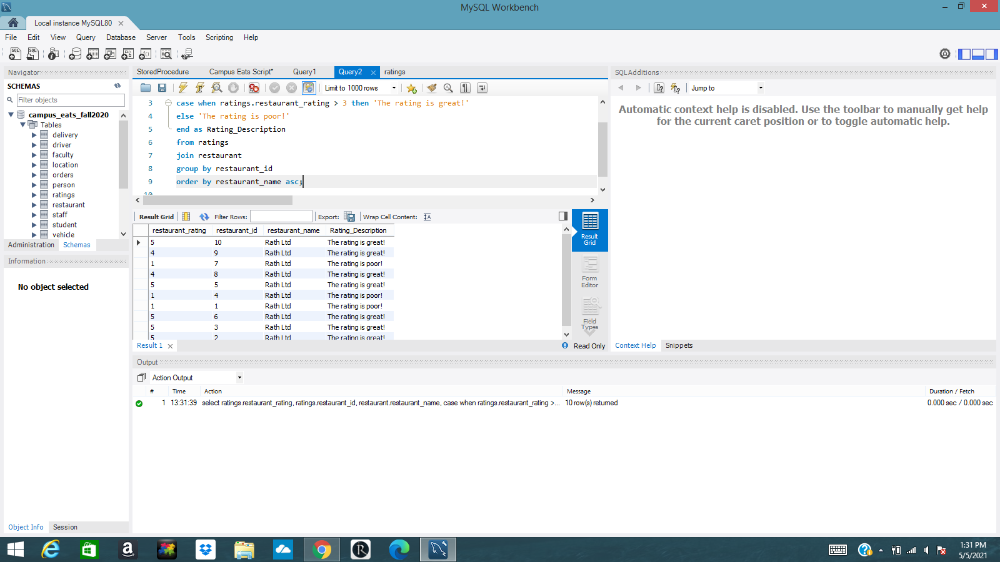 MySQL Workbench
Local instance MySQL80
File Edit View Query Database Server Tools Scripting Help
Navigator
SCHEMAS
Filter objects
campus_eats_fall2020
Tables
delivery
driver
faculty
location
orders
person
ratings
restaurant
staff
student
vehicle
Administration Schemas
Information
No object selected
Object Info Session
StoredProcedure Campus Eats Script* Query1 Query2 ratings
Limit to 1000 rows
3 case when ratings.restaurant_rating > 3 then 'The rating is great!'
4 else 'The rating is poor!'
5 end as Rating_Description
6 from ratings
7 join restaurant
8 group by restaurant_id
9 order by restaurant_name asc;
10
Result Grid Filter Rows: Export: Wrap Cell Content:
restaurant_rating restaurant_id restaurant_name Rating_Description
5 10 Rath Ltd The rating is great!
4 9 Rath Ltd The rating is great!
1 7 Rath Ltd The rating is poor!
4 8 Rath Ltd The rating is great!
5 5 Rath Ltd The rating is great!
1 4 Rath Ltd The rating is poor!
1 1 Rath Ltd The rating is poor!
5 6 Rath Ltd The rating is great!
5 3 Rath Ltd The rating is great!
5 2 Rath Ltd The rating is great!
Result Grid
Form Editor
Field Types
Result 1
Read Only
SQLAdditions
Jump to
Automatic context help is disabled. Use the toolbar to manually get help
for the current caret position or to toggle automatic help.
Context Help Snippets
Output
Action Output
# Time Action Message Duration / Fetch
1 13:31:39 select ratings.restaurant_rating, ratings.restaurant_id, restaurant.restaurant_name, case when ratings.restaurant_rating >... 10 row(s) returned 0.000 sec / 0.000 sec
1:31 PM
5/5/2021